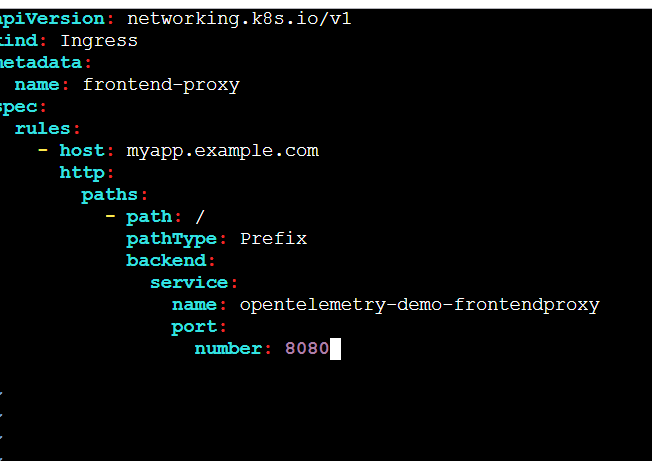 apiVersion: networking.k8s.io/v1
kind: Ingress
metadata:
  name: frontend-proxy
spec:
  rules:
    - host: myapp.example.com
      http:
        paths:
          - path: /
            pathType: Prefix
            backend:
              service:
                name: opentelemetry-demo-frontendproxy
                port:
                  number: 8080
~
~
~
~